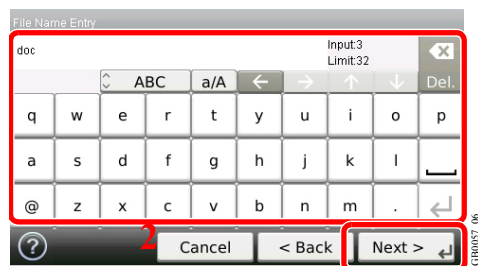 File Name Entry
doc
Input:3
Limit:32
ABC a/A ← → ↑ ↓ Del.
q w e r t y u i o p
a s d f g h j k l
@ z x c v b n m .
? 2 Cancel < Back Next >
GB0057_06